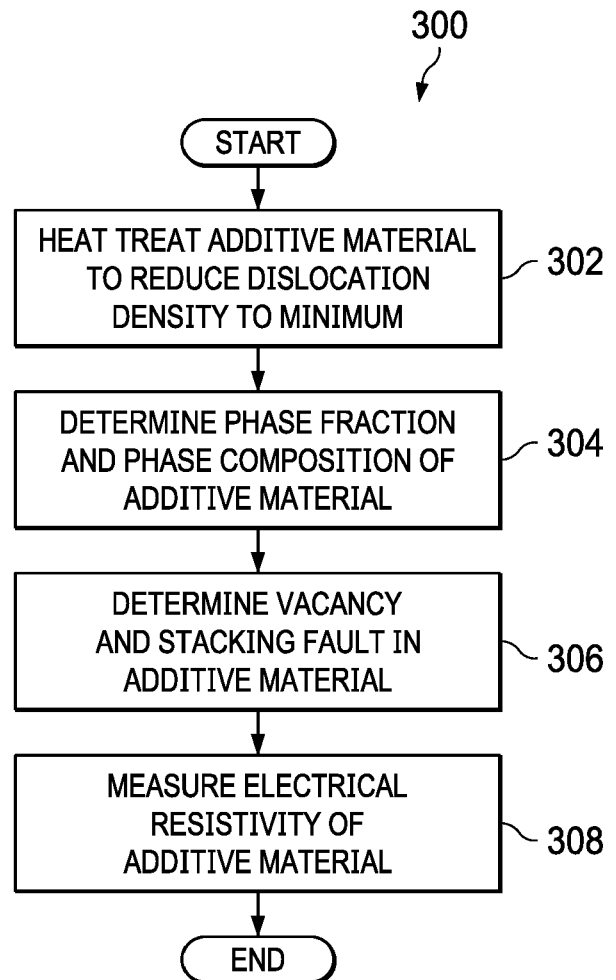 300
START
HEAT TREAT ADDITIVE MATERIAL
TO REDUCE DISLOCATION
DENSITY TO MINIMUM
302
DETERMINE PHASE FRACTION
AND PHASE COMPOSITION OF
ADDITIVE MATERIAL
304
DETERMINE VACANCY
AND STACKING FAULT IN
ADDITIVE MATERIAL
306
MEASURE ELECTRICAL
RESISTIVITY OF
ADDITIVE MATERIAL
308
END